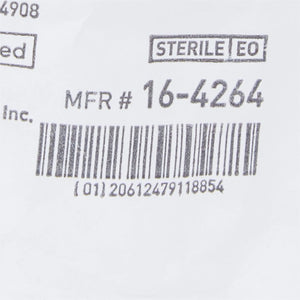 4908
ed
STERILE EO
MFR # 16-4264
Inc.
(01)20612479118854